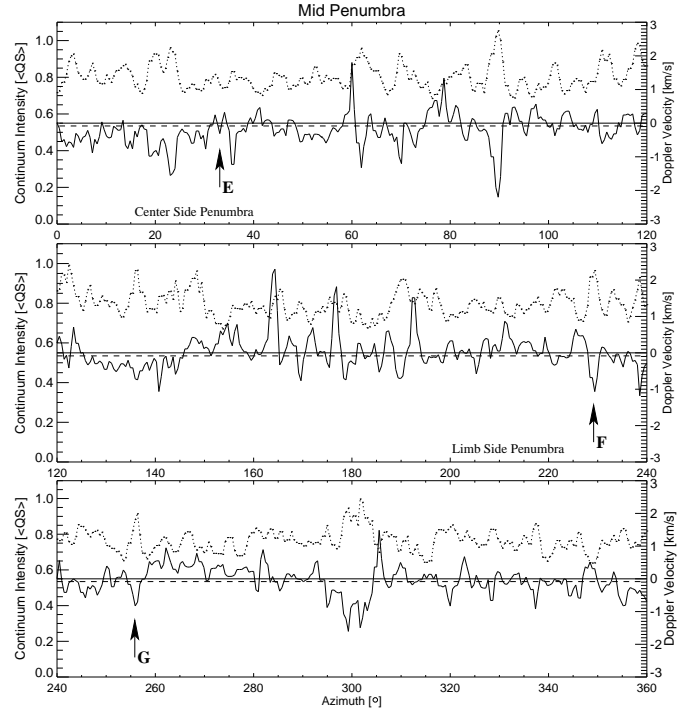 Mid Penumbra
Continuum Intensity [<QS>]
1.0
0.8
0.6
0.4
0.2
0.0
3
2
1
0
-1
-2
-3
Doppler Velocity [km/s]
E
Center Side Penumbra
0 20 40 60 80 100 120
Continuum Intensity [<QS>]
1.0
0.8
0.6
0.4
0.2
0.0
3
2
1
0
-1
-2
-3
Doppler Velocity [km/s]
F
Limb Side Penumbra
120 140 160 180 200 220 240
Continuum Intensity [<QS>]
1.0
0.8
0.6
0.4
0.2
0.0
3
2
1
0
-1
-2
-3
Doppler Velocity [km/s]
G
240 260 280 300 320 340 360
Azimuth [º]